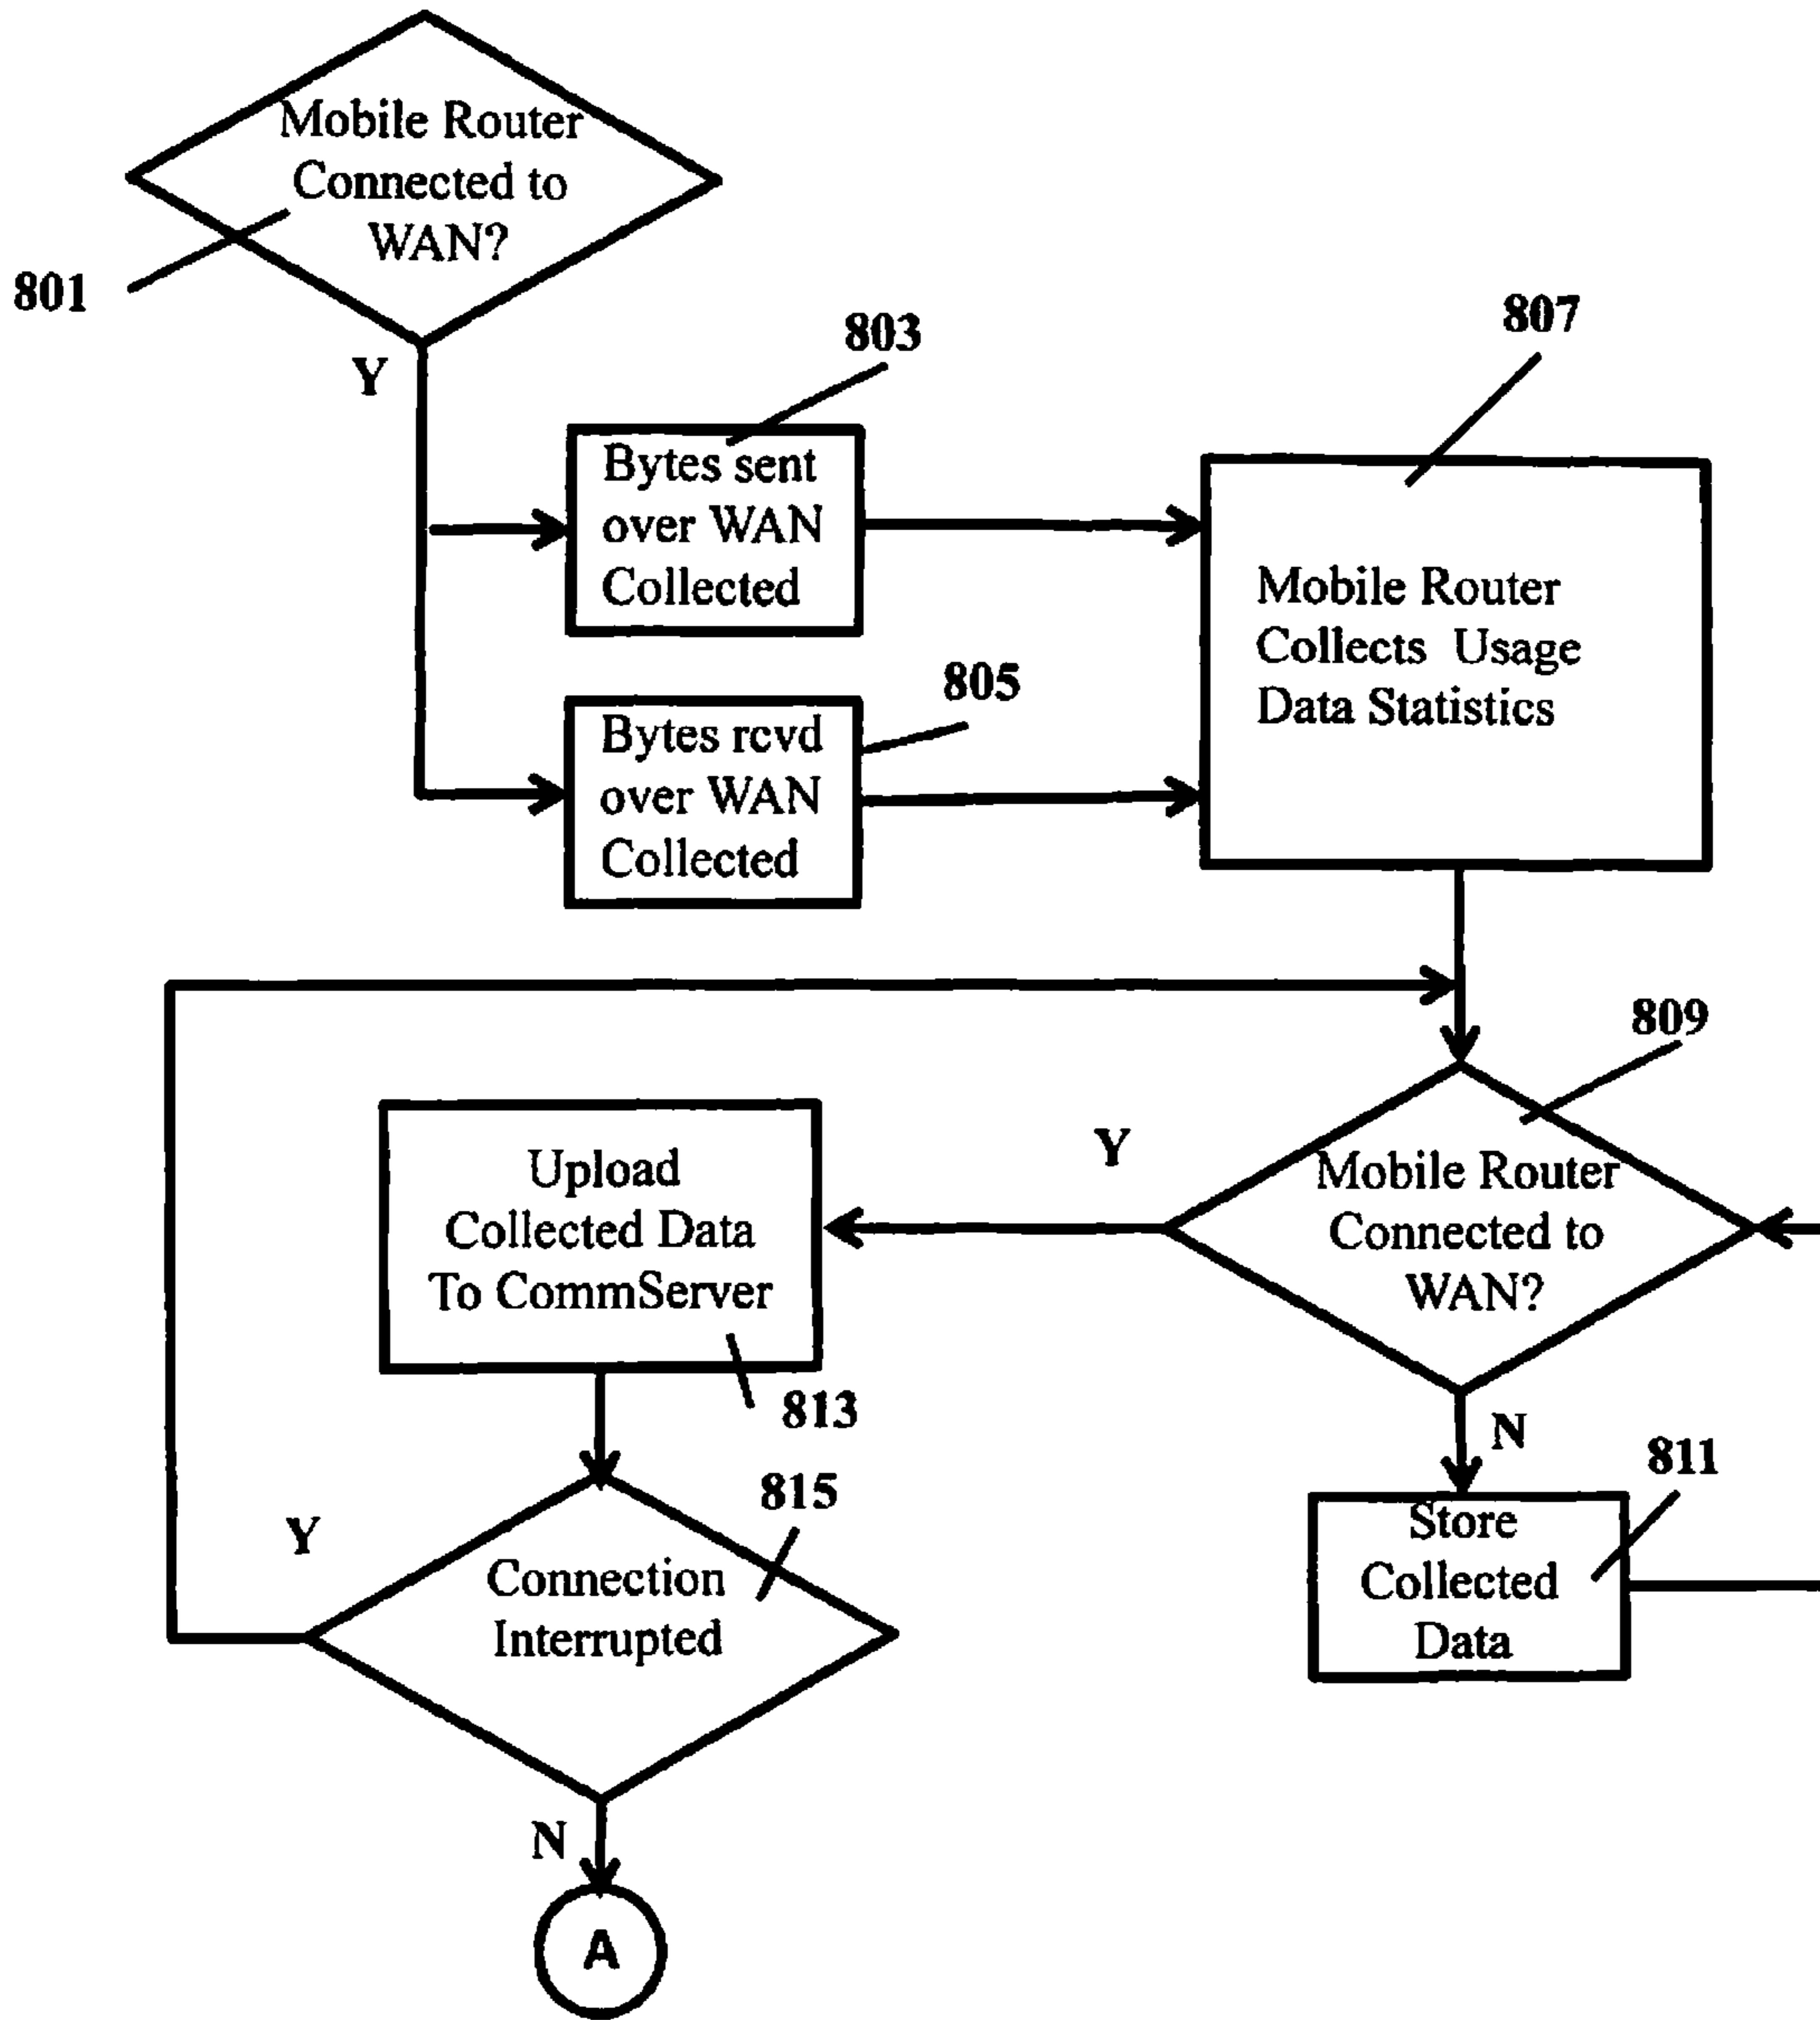 Mobile Router
Connected to
WAN?
801
Y
803
Bytes sent
over WAN
Collected
805
Bytes rcvd
over WAN
Collected
807
Mobile Router
Collects Usage
Data Statistics
809
Mobile Router
Connected to
WAN?
Y
N
Upload
Collected Data
To CommServer
813
811
Store
Collected
Data
815
Connection
Interrupted
Y
N
A